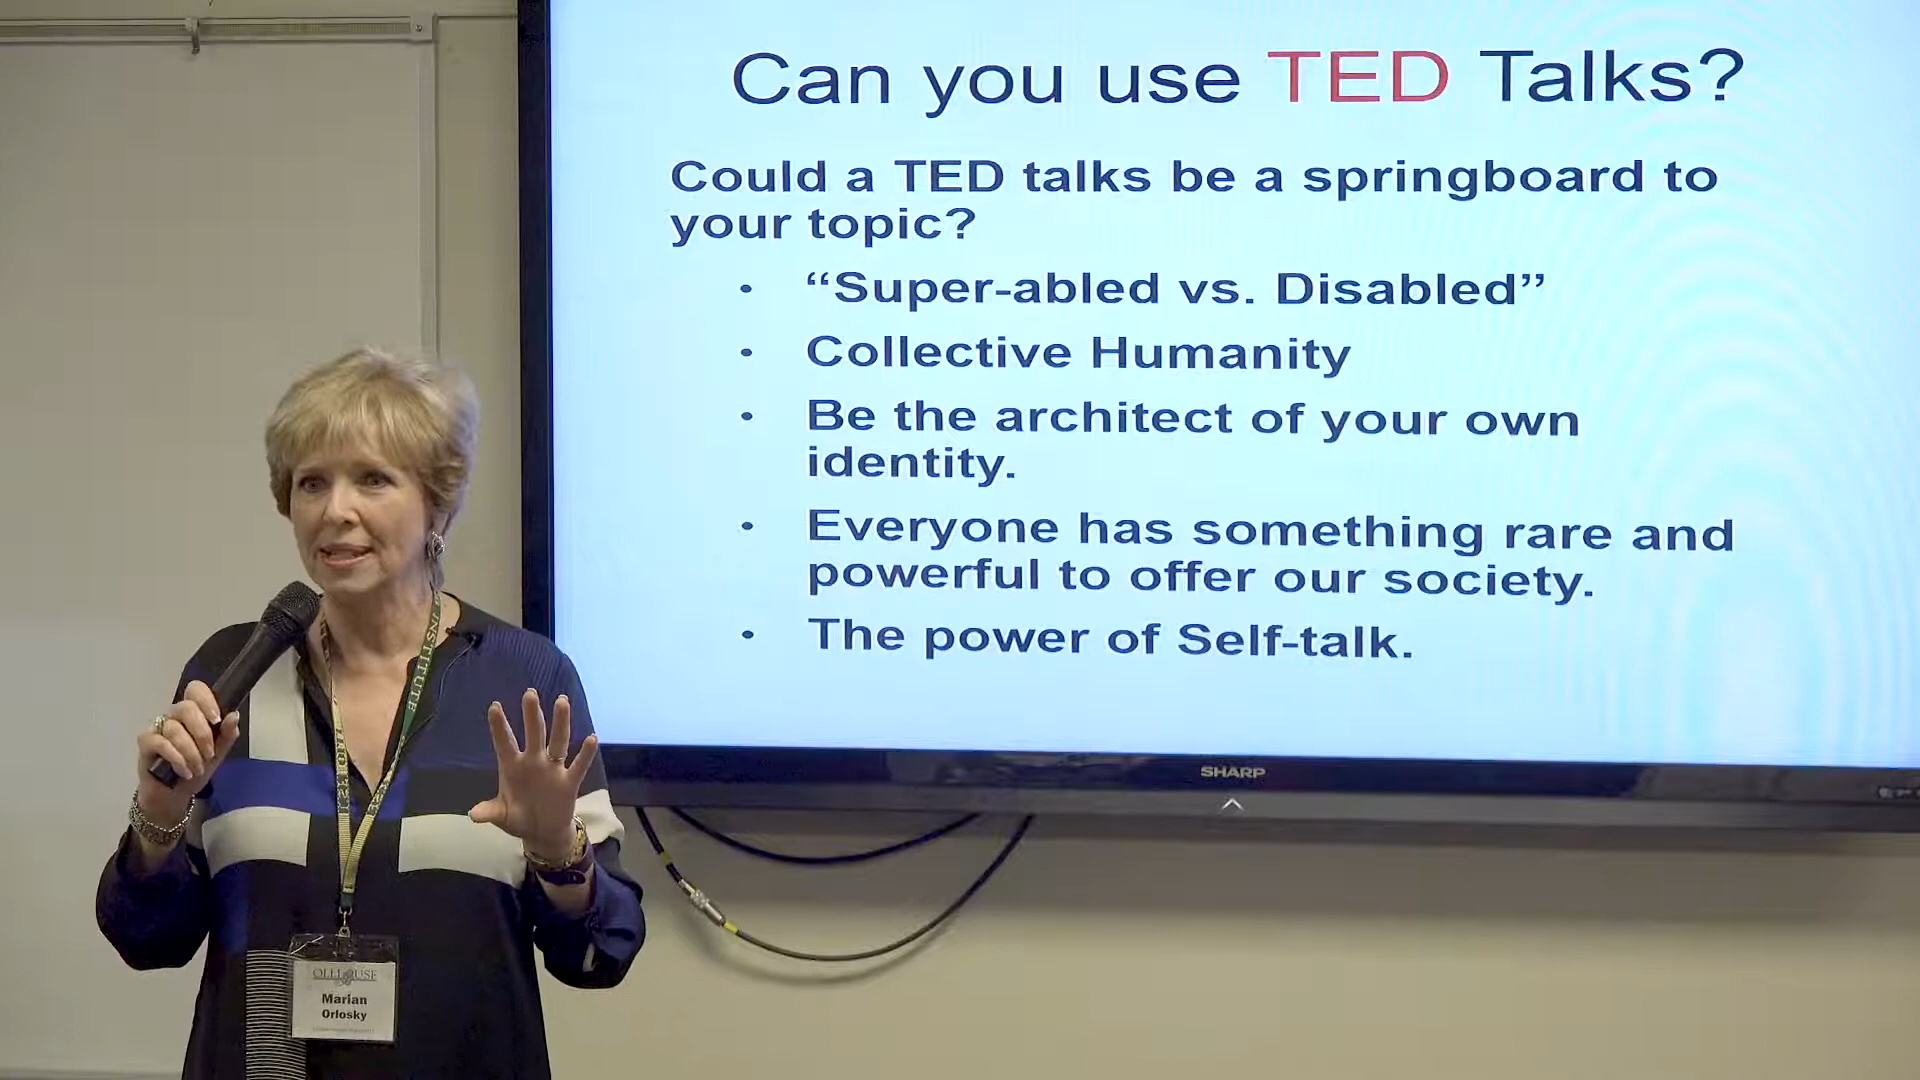 Can you use TED Talks?
Could a TED talks be a springboard to
your topic?
• “Super-abled vs. Disabled”
• Collective Humanity
• Be the architect of your own
identity.
• Everyone has something rare and
powerful to offer our society.
• The power of Self-talk.
SHARP
INSTITUTE
Marian
Orlosky